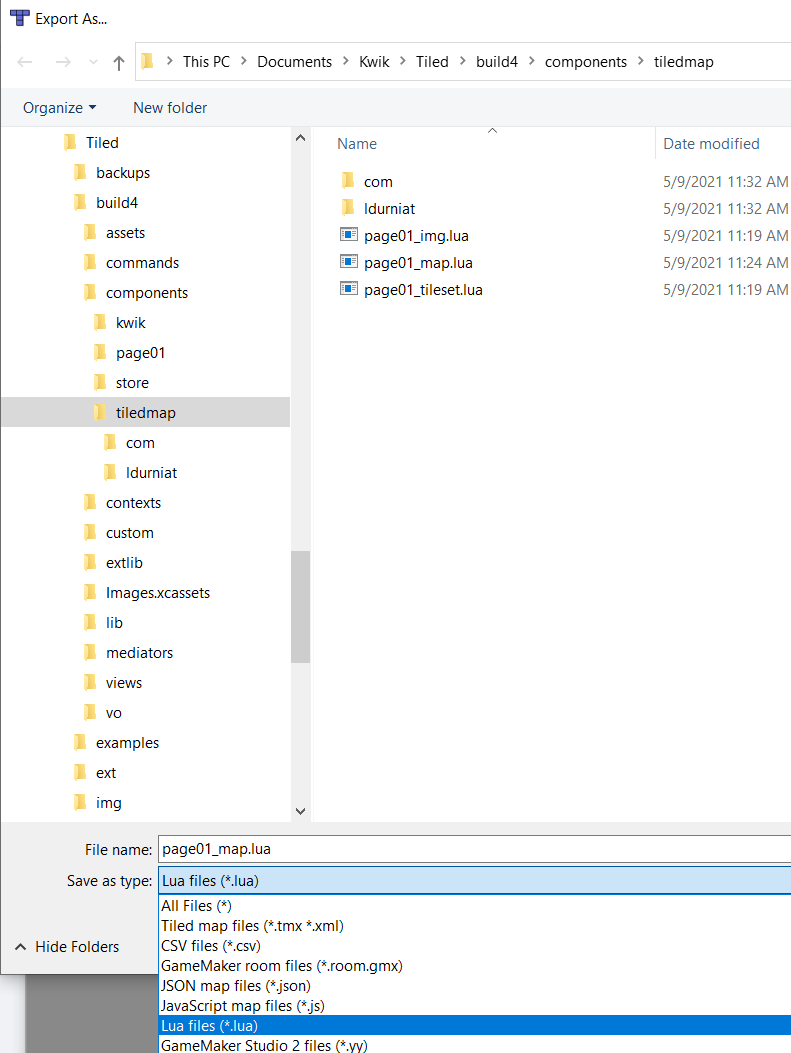 Export As...
This PC > Documents > Kwik > Tiled > build4 > components > tiledmap
Organize New folder
Tiled
backups
build4
assets
commands
components
kwik
page01
store
tiledmap
com
ldurniat
contexts
custom
extlib
Images.xcassets
lib
mediators
views
vo
examples
ext
img
Name Date modified
com 5/9/2021 11:32 AM
ldurniat 5/9/2021 11:32 AM
page01_img.lua 5/9/2021 11:19 AM
page01_map.lua 5/9/2021 11:24 AM
page01_tileset.lua 5/9/2021 11:19 AM
File name: page01_map.lua
Save as type: Lua files (*.lua)
All Files (*)
Tiled map files (*.tmx *.xml)
CSV files (*.csv)
GameMaker room files (*.room.gmx)
JSON map files (*.json)
JavaScript map files (*.js)
Lua files (*.lua)
GameMaker Studio 2 files (*.yy)
Hide Folders